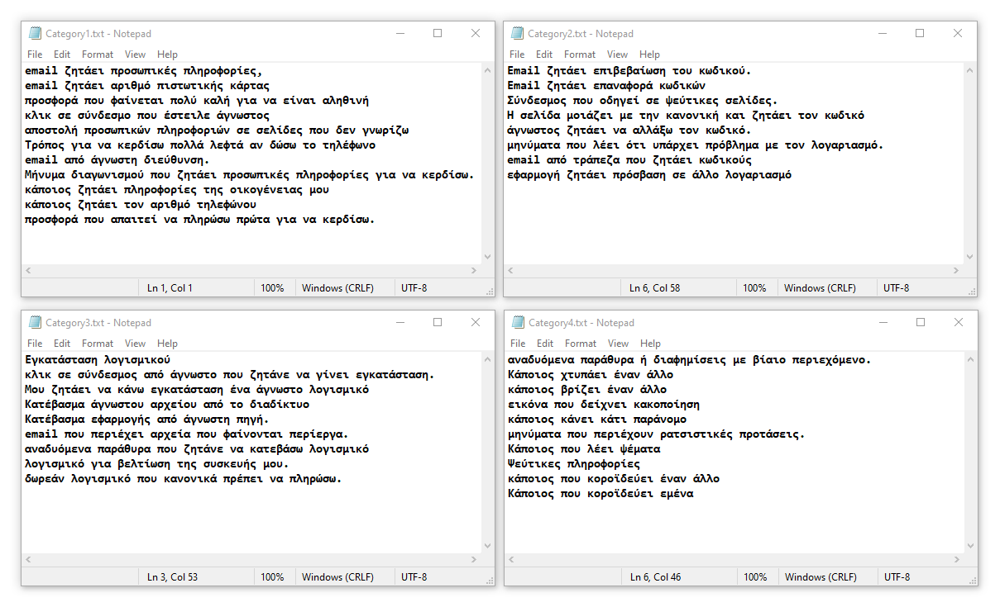 Category1.txt - Notepad
File Edit Format View Help
email ζητάει προσωπικές πληροφορίες,
email ζητάει αριθμό πιστωτικής κάρτας
προσφορά που φαίνεται πολύ καλή για να είναι αληθινή
κλικ σε σύνδεσμο που έστειλε άγνωστος
αποστολή προσωπικών πληροφοριών σε σελίδες που δεν γνωρίζω
Τρόπος για να κερδίσω πολλά λεφτά αν δώσω το τηλέφωνο
email από άγνωστη διεύθυνση.
Μήνυμα διαγωνισμού που ζητάει προσωπικές πληροφορίες για να κερδίσω.
κάποιος ζητάει πληροφορίες της οικογένειας μου
κάποιος ζητάει τον αριθμό τηλεφώνου
προσφορά που απαιτεί να πληρώσω πρώτα για να κερδίσω.
Ln 1, Col 1 100% Windows (CRLF) UTF-8
Category2.txt - Notepad
File Edit Format View Help
Email ζητάει επιβεβαίωση του κωδικού.
Email ζητάει επαναφορά κωδικών
Σύνδεσμος που οδηγεί σε ψεύτικες σελίδες.
Η σελίδα μοιάζει με την κανονική και ζητάει τον κωδικό
άγνωστος ζητάει να αλλάξω τον κωδικό.
μηνύματα που λέει ότι υπάρχει πρόβλημα με τον λογαριασμό.
email από τράπεζα που ζητάει κωδικούς
εφαρμογή ζητάει πρόσβαση σε άλλο λογαριασμό
Ln 6, Col 58 100% Windows (CRLF) UTF-8
Category3.txt - Notepad
File Edit Format View Help
Εγκατάσταση λογισμικού
κλικ σε σύνδεσμος από άγνωστο που ζητάνε να γίνει εγκατάσταση.
Μου ζητάει να κάνω εγκατάσταση ένα άγνωστο λογισμικό
Κατέβασμα άγνωστου αρχείου από το διαδίκτυο
Κατέβασμα εφαρμογής από άγνωστη πηγή.
email που περιέχει αρχεία που φαίνονται περίεργα.
αναδυόμενα παράθυρα που ζητάνε να κατεβάσω λογισμικό
λογισμικό για βελτίωση της συσκευής μου.
δωρεάν λογισμικό που κανονικά πρέπει να πληρώσω.
Ln 3, Col 53 100% Windows (CRLF) UTF-8
Category4.txt - Notepad
File Edit Format View Help
αναδυόμενα παράθυρα ή διαφημίσεις με βίαιο περιεχόμενο.
Κάποιος χτυπάει έναν άλλο
κάποιος βρίζει έναν άλλο
εικόνα που δείχνει κακοποίηση
κάποιος κάνει κάτι παράνομο
μηνύματα που περιέχουν ρατσιστικές προτάσεις.
Κάποιος που λέει ψέματα
Ψεύτικες πληροφορίες
κάποιος που κοροϊδεύει έναν άλλο
Κάποιος που κοροϊδεύει εμένα
Ln 6, Col 46 100% Windows (CRLF) UTF-8